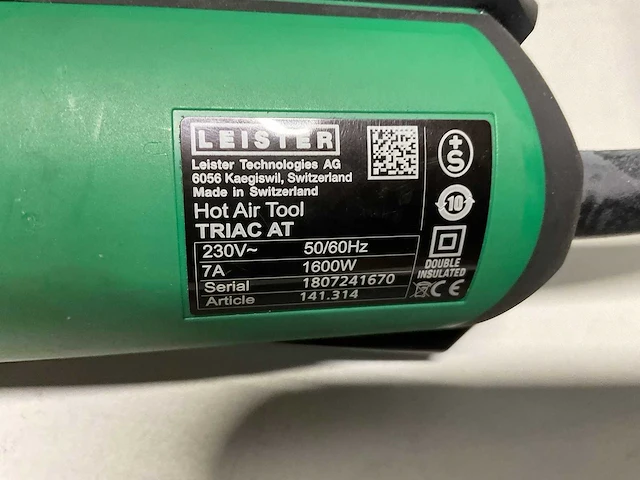 LEISTER
Leister Technologies AG
6056 Kaegiswil, Switzerland
Made in Switzerland
Hot Air Tool
TRIAC AT
230V~ 50/60Hz
7A 1600W
Serial 1807241670
Article 141.314
+S
10
DOUBLE
INSULATED
CE